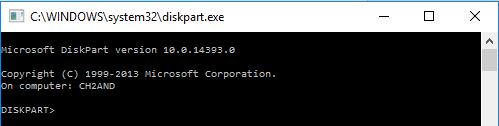 C:\WINDOWS\system32\diskpart.exe
Microsoft DiskPart version 10.0.14393.0
Copyright (C) 1999-2013 Microsoft Corporation.
On computer: CH2AND
DISKPART>